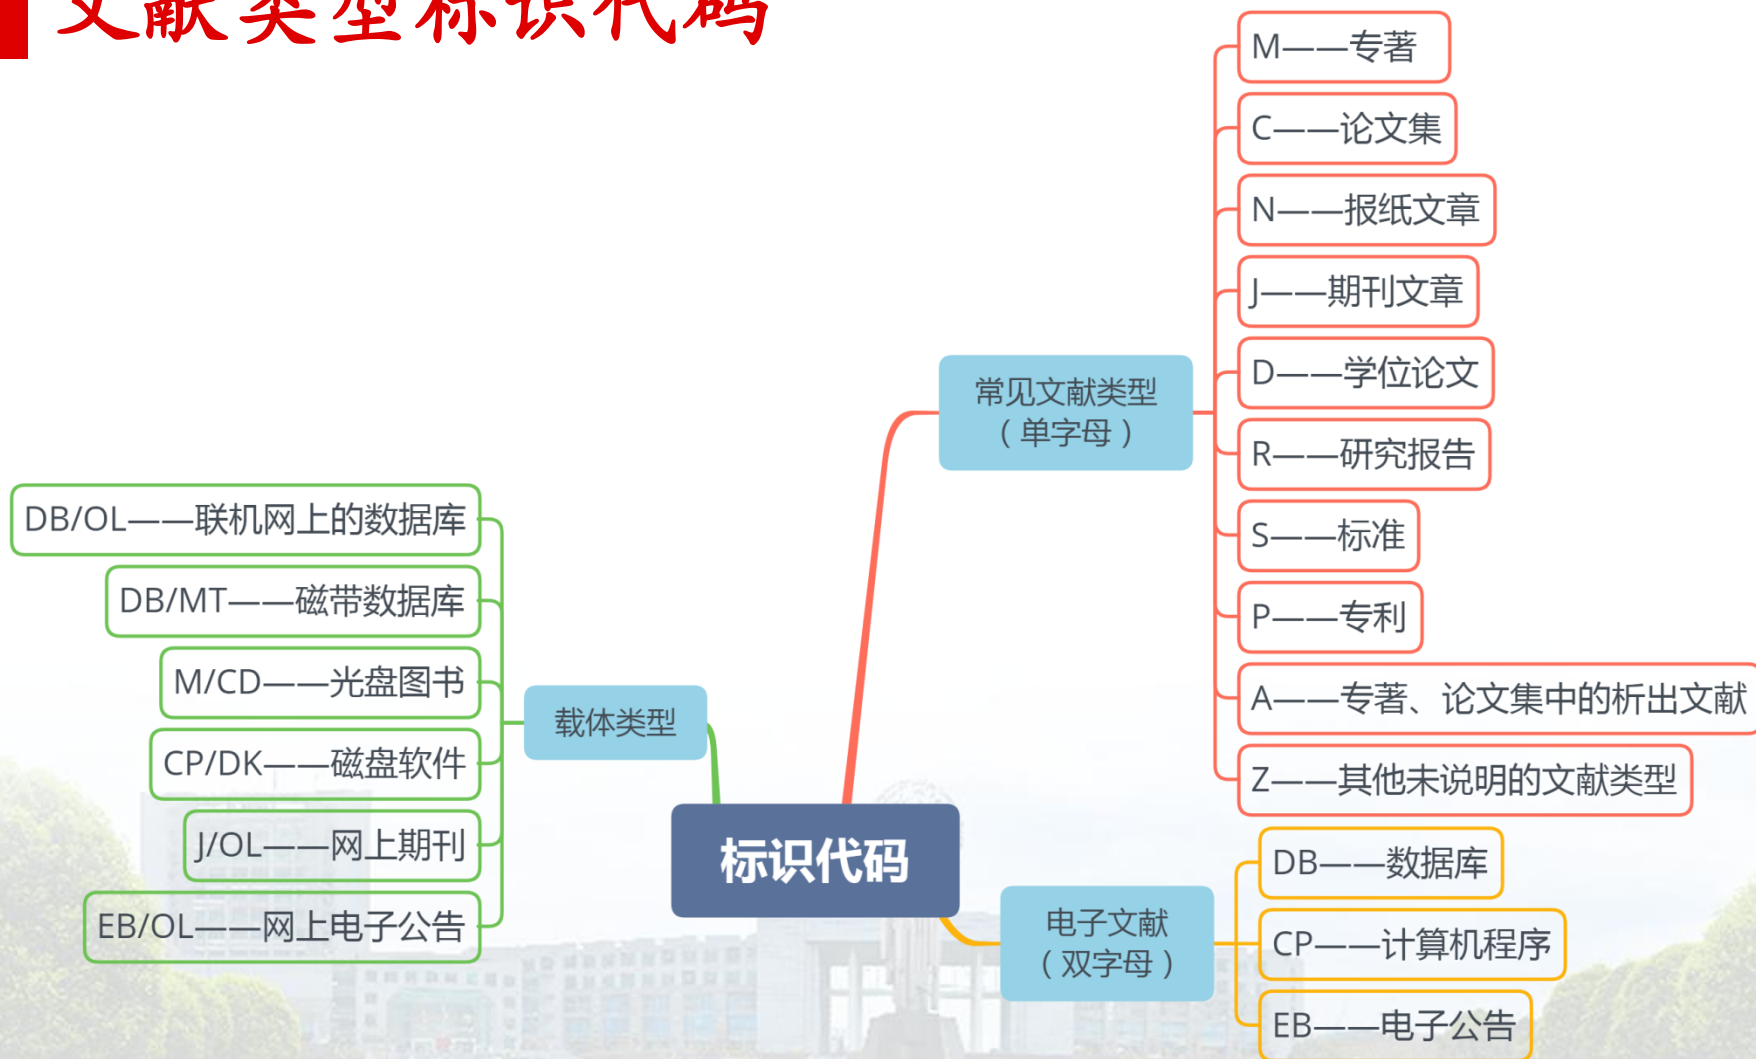 文献类型标识代码
M——专著
C——论文集
N——报纸文章
J——期刊文章
D——学位论文
R——研究报告
S——标准
P——专利
A——专著、论文集中的析出文献
Z——其他未说明的文献类型
常见文献类型
（单字母）
DB/OL——联机网上的数据库
DB/MT——磁带数据库
M/CD——光盘图书
CP/DK——磁盘软件
J/OL——网上期刊
EB/OL——网上电子公告
载体类型
标识代码
电子文献
（双字母）
DB——数据库
CP——计算机程序
EB——电子公告